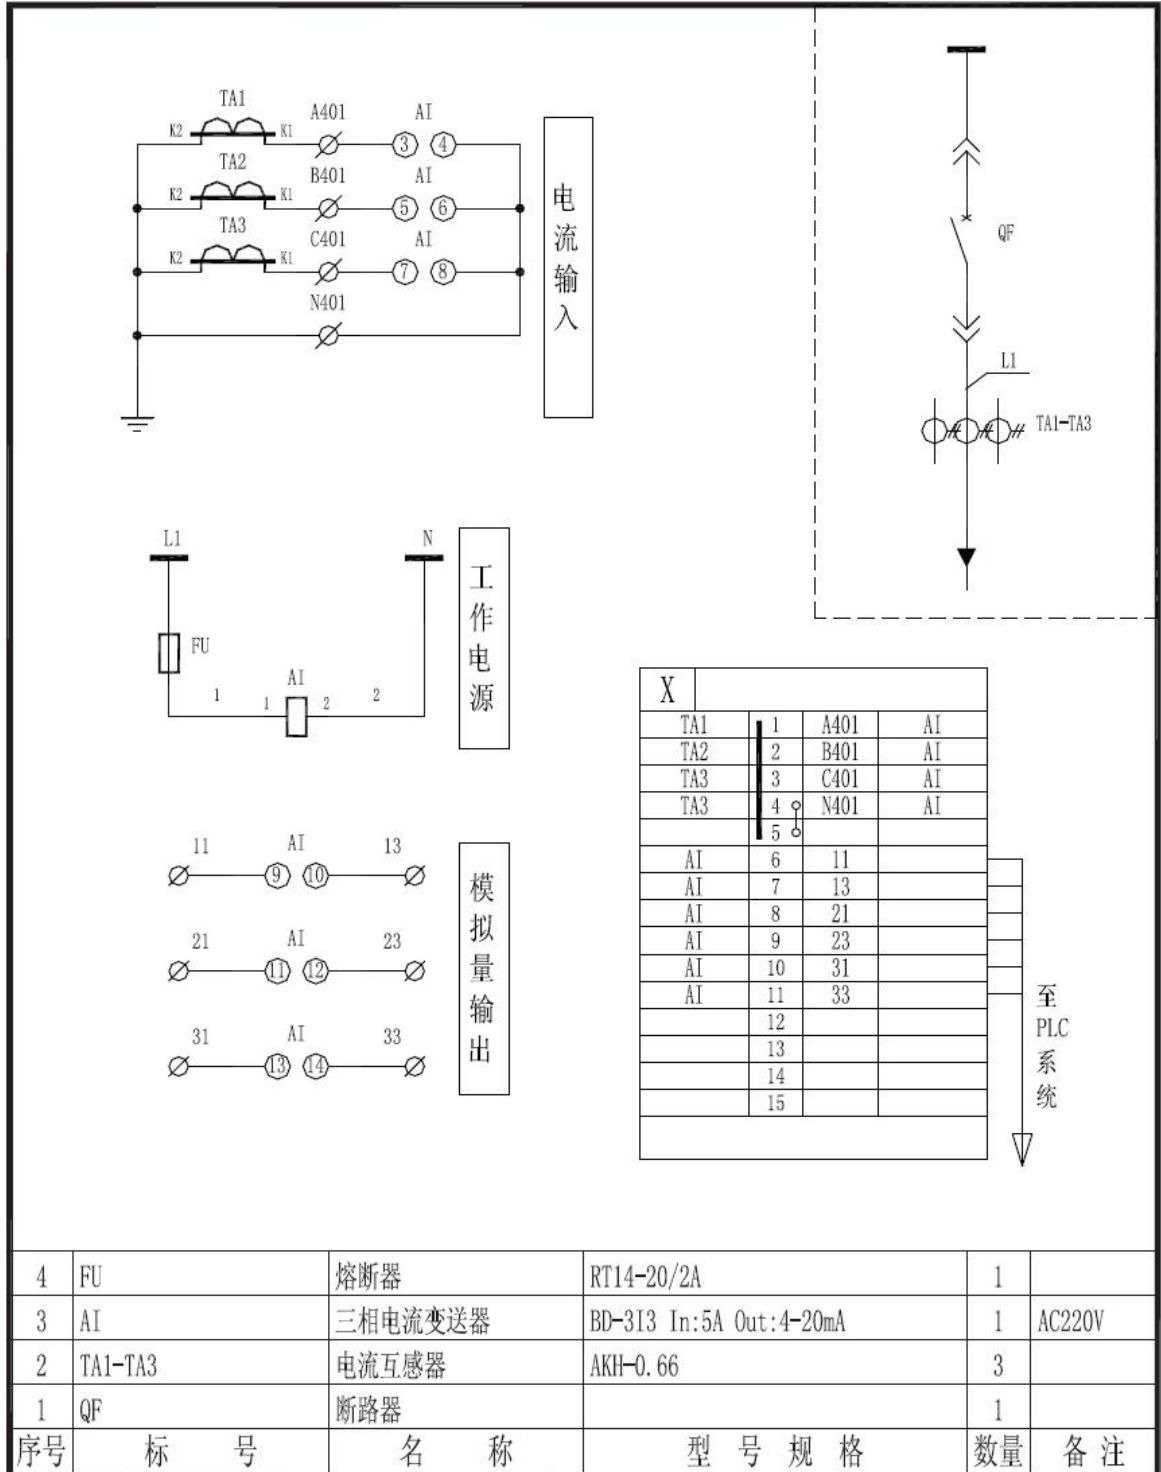 TA1
K2 K1 A401 AI
③ ④
TA2
K2 K1 B401 AI
⑤ ⑥
TA3
K2 K1 C401 AI
⑦ ⑧
N401
电流输入
QF
L1
TA1-TA3
L1 N
FU
1 1 AI 2 2
工作电源
11 AI 13
⑨ ⑩
21 AI 23
⑪ ⑫
31 AI 33
⑬ ⑭
模拟量输出
X
TA1 1 A401 AI
TA2 2 B401 AI
TA3 3 C401 AI
TA3 4 N401 AI
5
AI 6 11
AI 7 13
AI 8 21
AI 9 23
AI 10 31
AI 11 33
12
13
14
15
至
PLC
系
统
4 FU 熔断器 RT14-20/2A 1
3 AI 三相电流变送器 BD-3I3 In:5A Out:4-20mA 1 AC220V
2 TA1-TA3 电流互感器 AKH-0.66 3
1 QF 断路器 1
序号 标 号 名 称 型 号 规 格 数量 备 注